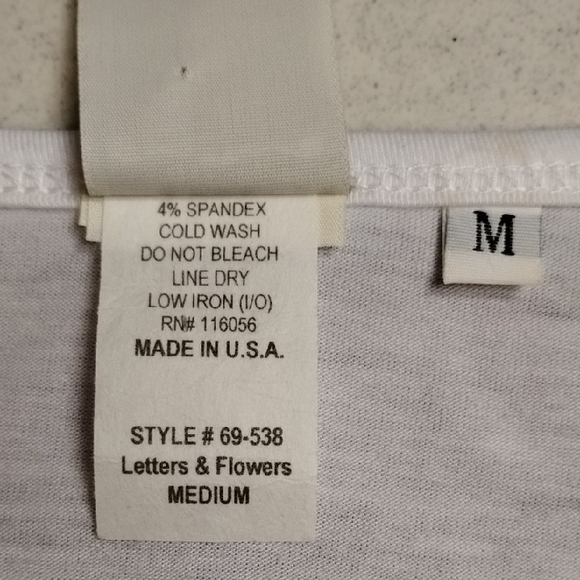 4% SPANDEX
COLD WASH
DO NOT BLEACH
LINE DRY
LOW IRON (I/O)
RN# 116056
MADE IN U.S.A.
STYLE # 69-538
Letters & Flowers
MEDIUM
M